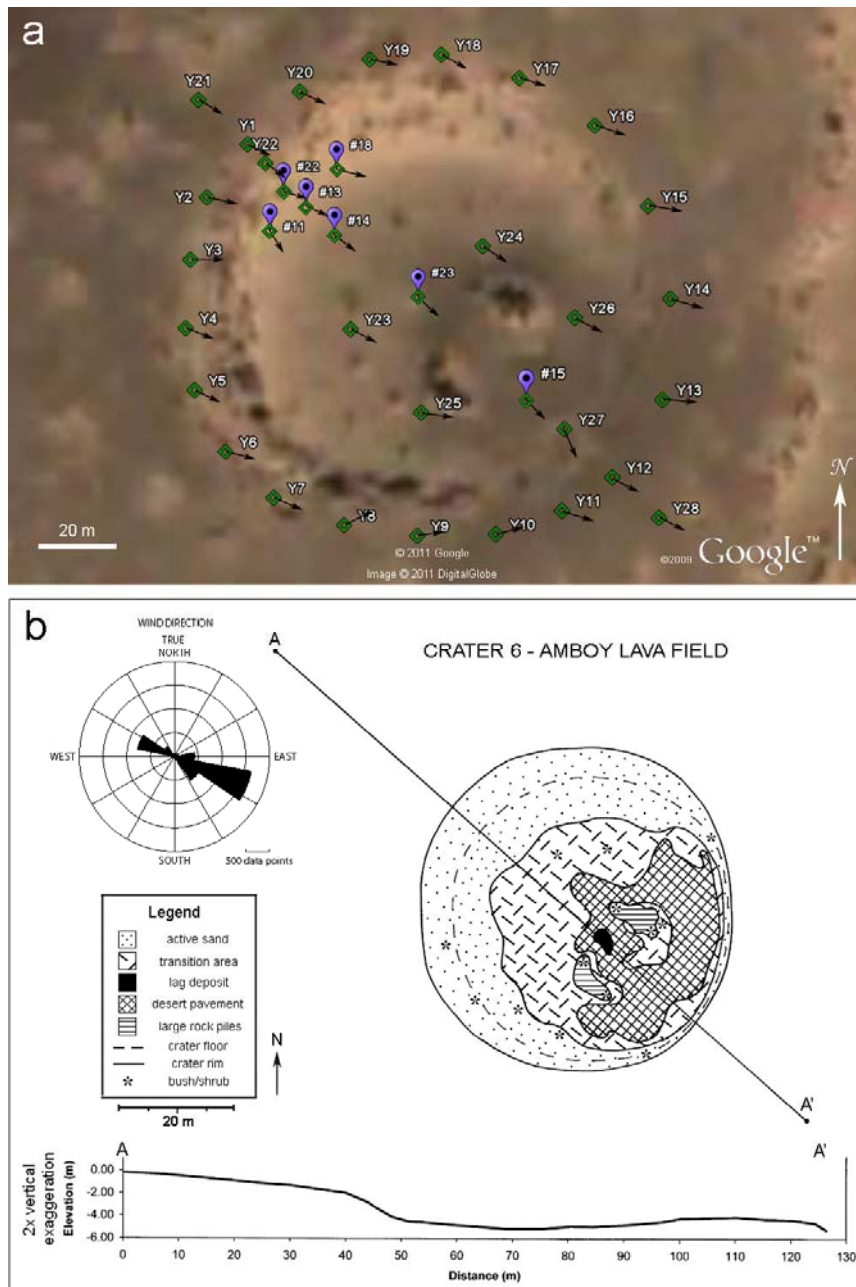 a
Y19
Y18
Y17
Y21
Y20
Y16
Y1
Y22
#18
#22
Y2
#13
Y15
#11
#14
Y3
Y24
#23
Y14
Y4
Y23
Y26
Y5
#15
Y13
Y25
Y27
Y6
Y12
Y7
Y11
Y28
Y8
Y9
Y10
N
20 m
© 2011 Google
Image © 2011 DigitalGlobe
©2009 Google™
b
WIND DIRECTION
TRUE
NORTH
A
CRATER 6 - AMBOY LAVA FIELD
WEST
EAST
SOUTH
500 data points
Legend
active sand
transition area
lag deposit
desert pavement
large rock piles
crater floor
crater rim
* bush/shrub
N
20 m
A'
A
A'
2x vertical
exaggeration
Elevation (m)
0.00
-2.00
-4.00
-6.00
0 10 20 30 40 50 60 70 80 90 100 110 120 130
Distance (m)